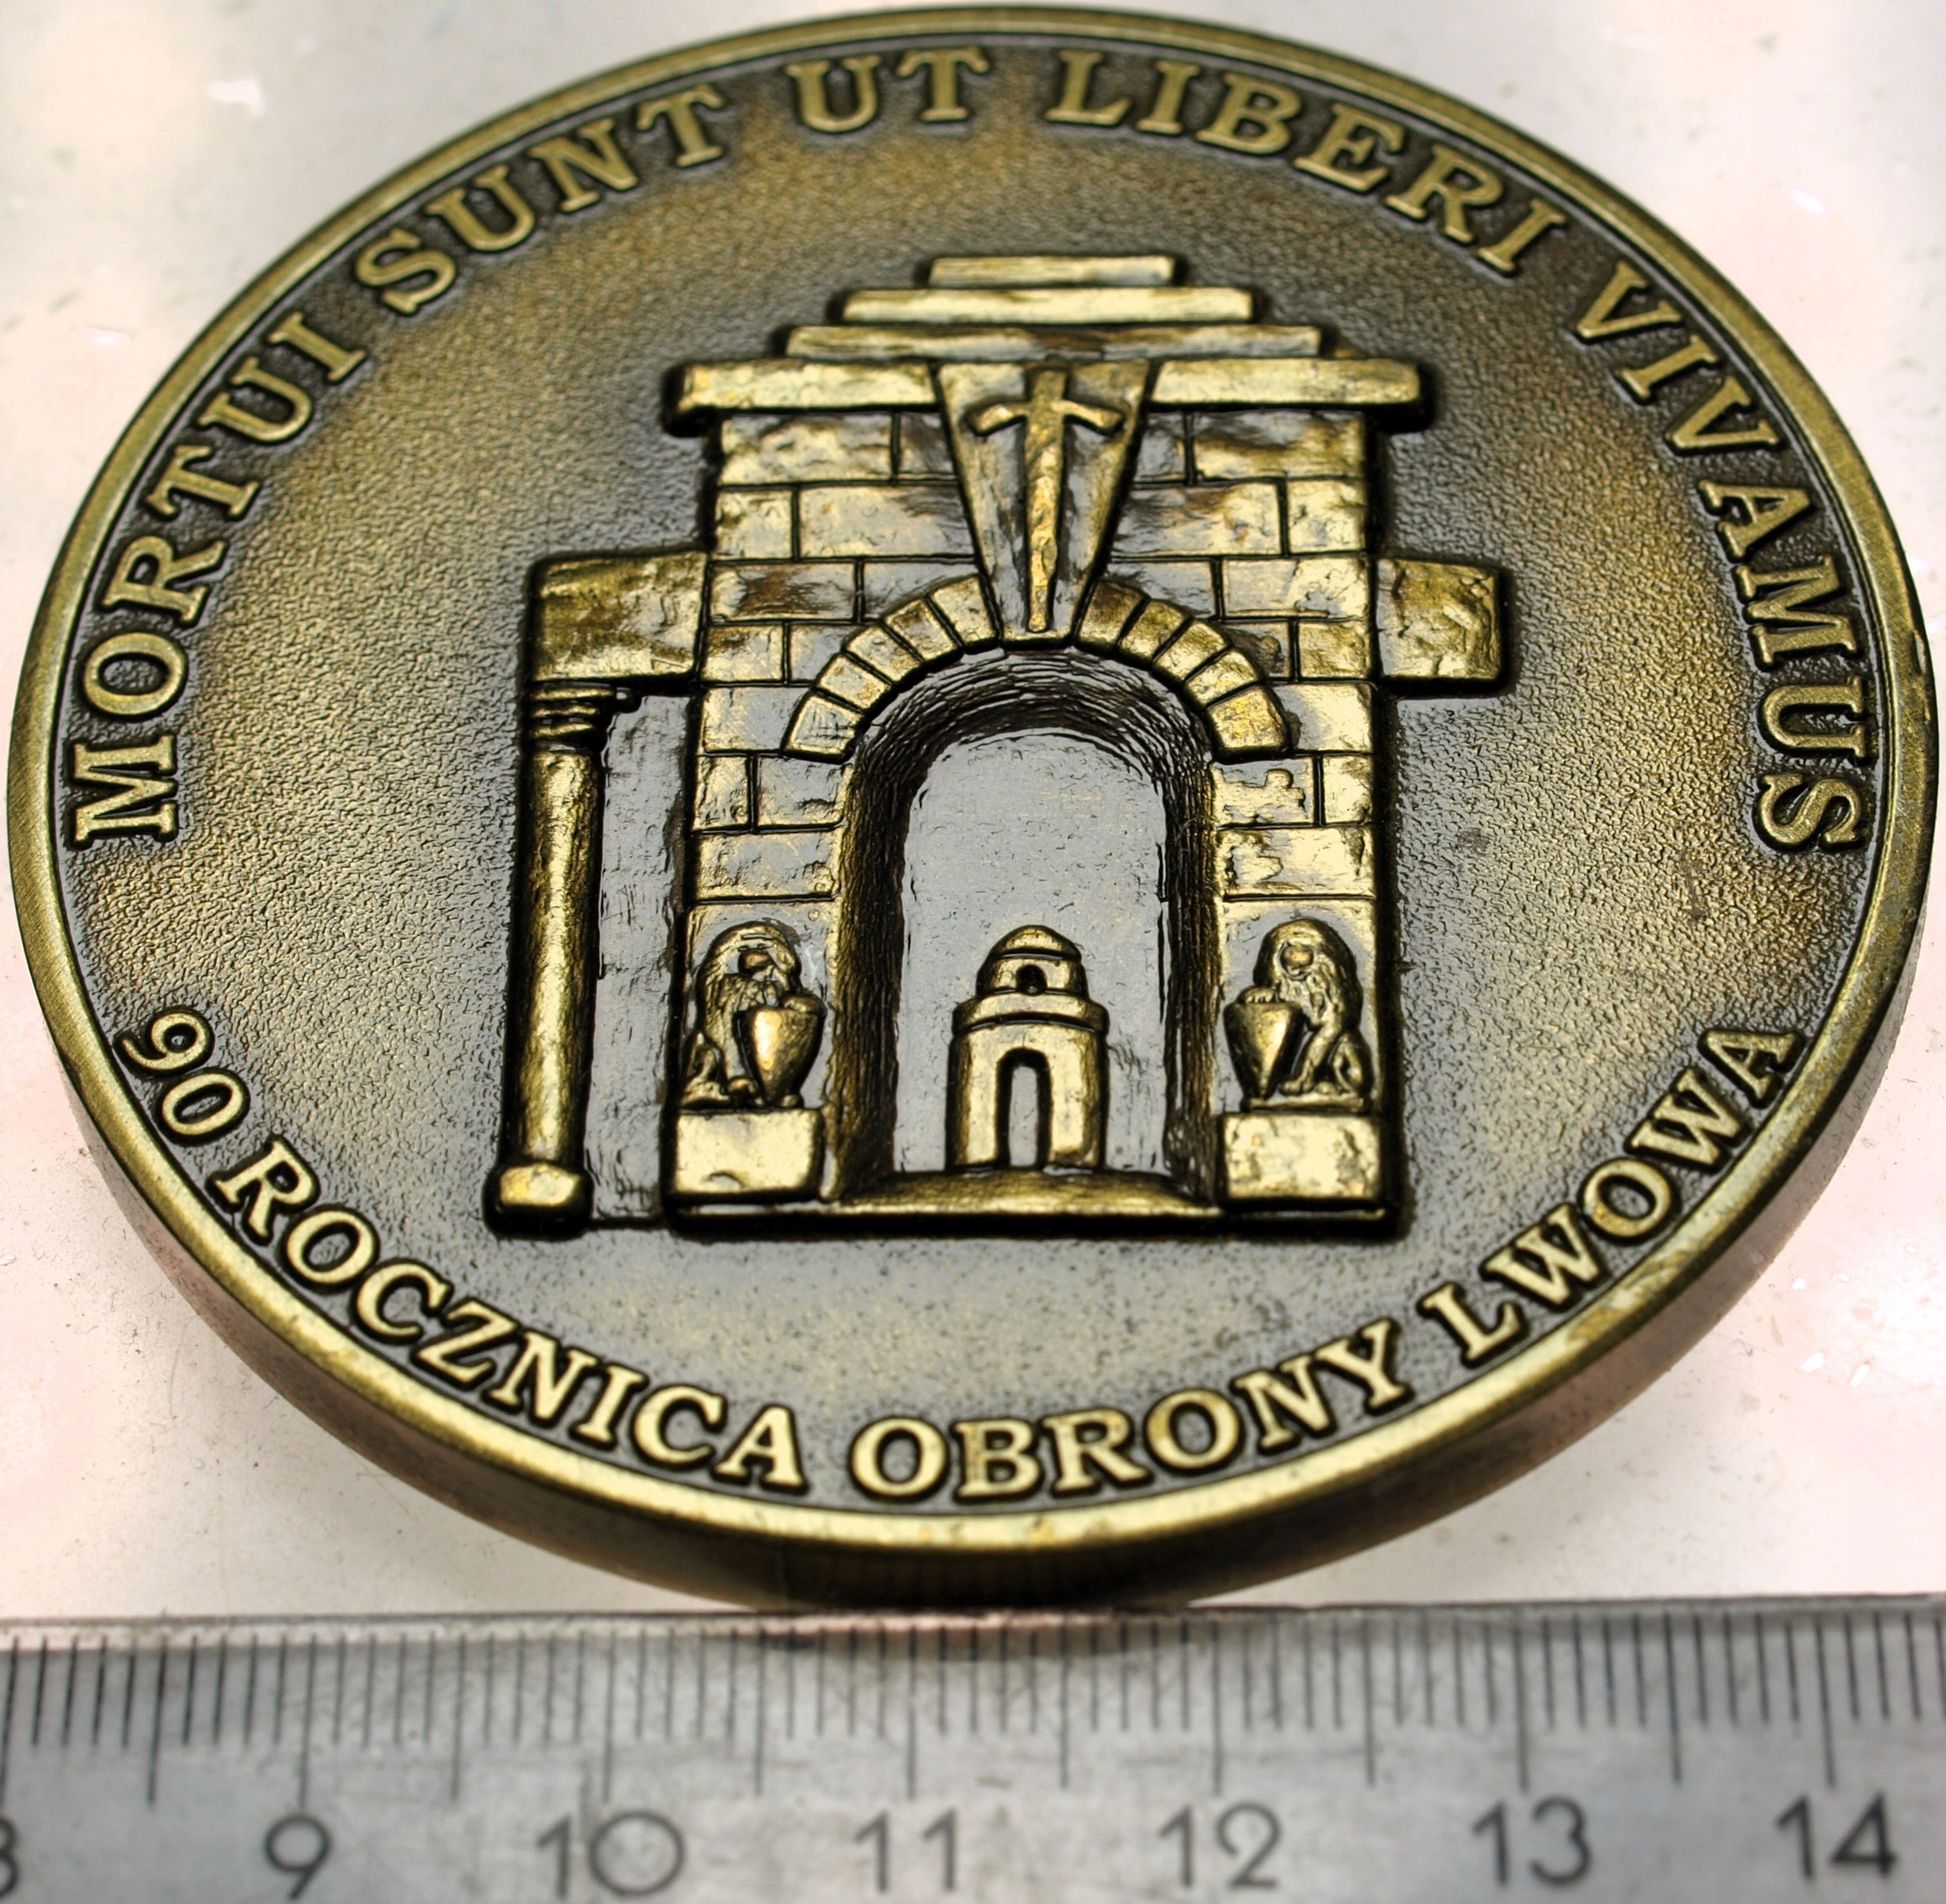 MORTUI SUNT UT LIBERI VIVAMUS
90 ROCZNICA OBRONY LWOWA
8 9 10 11 12 13 14